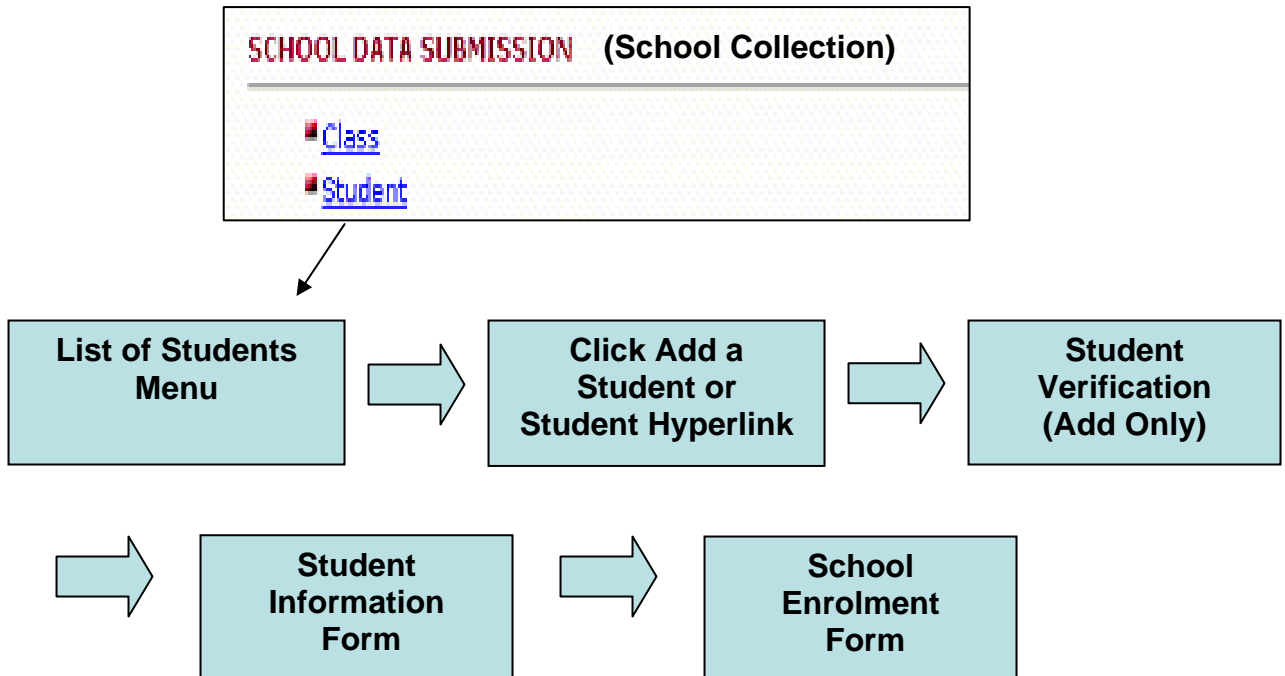 SCHOOL DATA SUBMISSION (School Collection)
Class
Student
List of Students
Menu
Click Add a
Student or
Student Hyperlink
Student
Verification
(Add Only)
Student
Information
Form
School
Enrolment
Form